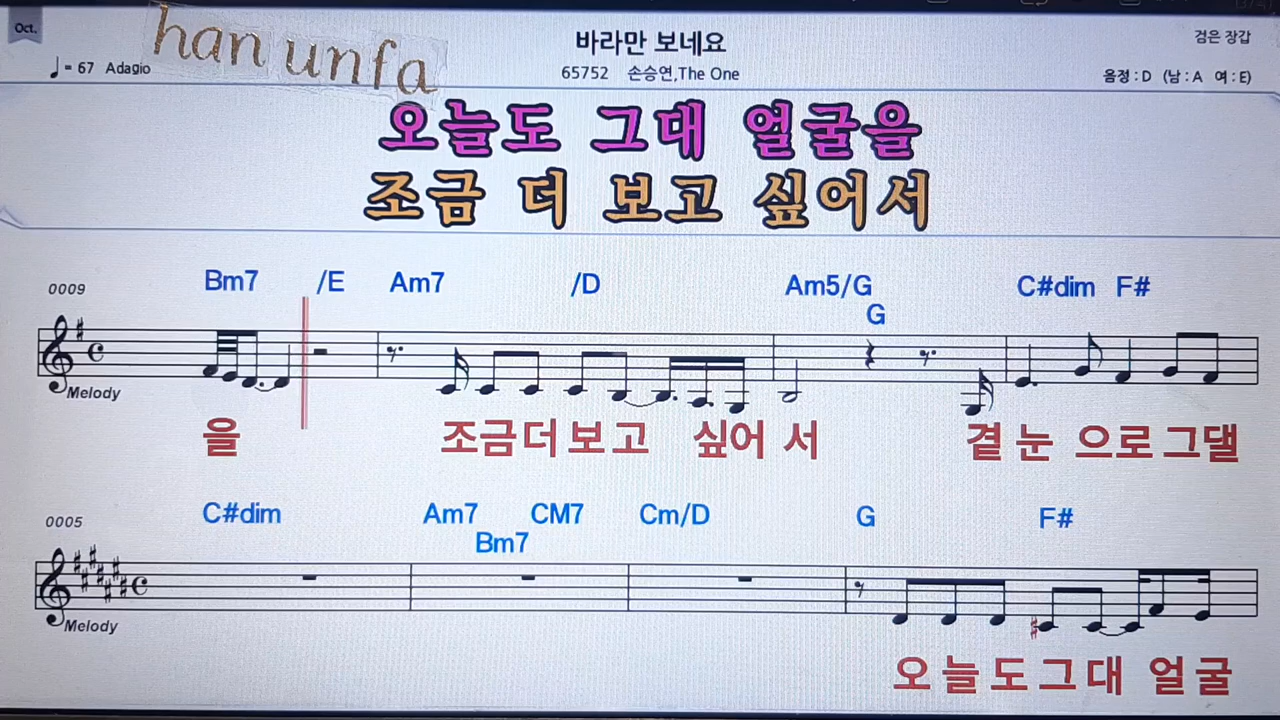 Oct.
han unfa
바라만 보네요
검은 장갑
♩= 67 Adagio
65752 손승연,The One
음정 : D (남 : A 여 : E)
오늘도 그대 얼굴을
조금 더 보고 싶어서
0009
Bm7 /E Am7 /D Am5/G C#dim F#
G
Melody
을 조금더보고 싶어 서 곁눈 으로그댈
0005
C#dim Am7 CM7 Cm/D G F#
Bm7
Melody
오늘도그대 얼굴